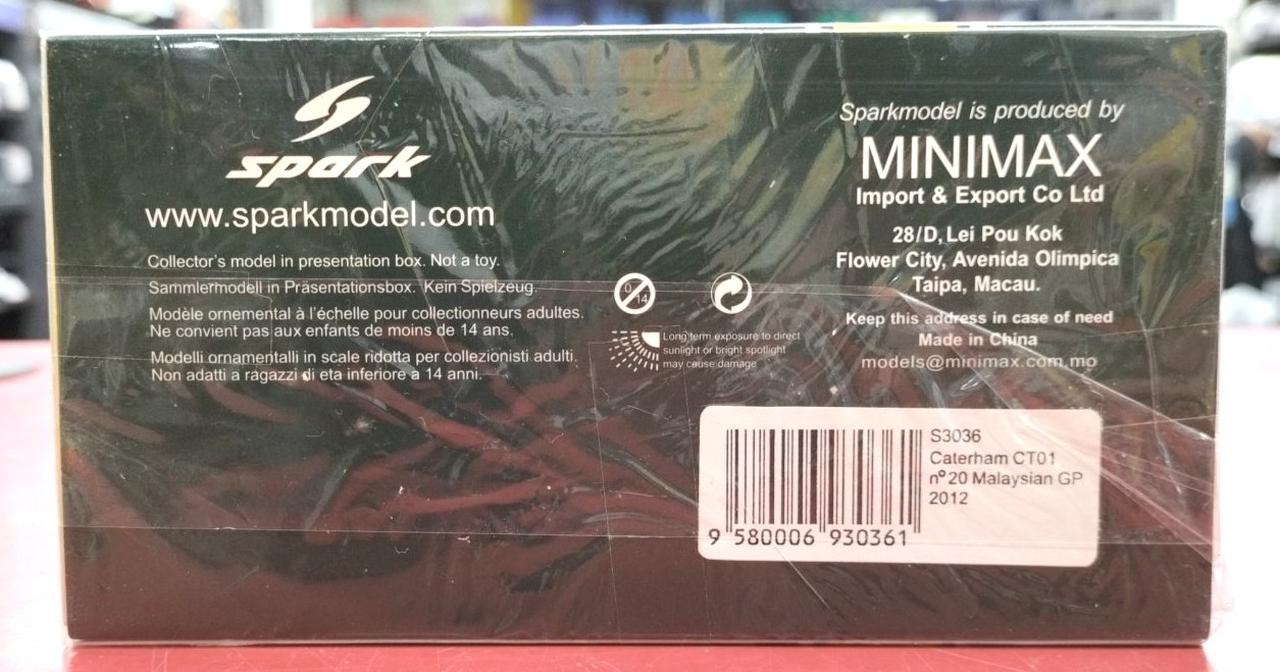 spark
www.sparkmodel.com
Collector's model in presentation box. Not a toy.
Sammlermodell in Präsentationsbox. Kein Spielzeug.
Modèle ornemental à l'échelle pour collectionneurs adultes.
Ne convient pas aux enfants de moins de 14 ans.
Modelli ornamentalli in scale ridotta per collezionisti adulti.
Non adatti a ragazzi di eta inferiore a 14 anni.
0
14
Long term exposure to direct
sunlight or bright spotlight
may cause damage
Sparkmodel is produced by
MINIMAX
Import & Export Co Ltd
28/D, Lei Pou Kok
Flower City, Avenida Olimpica
Taipa, Macau.
Keep this address in case of need
Made in China
models@minimax.com.mo
S3036
Caterham CT01
nº20 Malaysian GP
2012
9 580006 930361